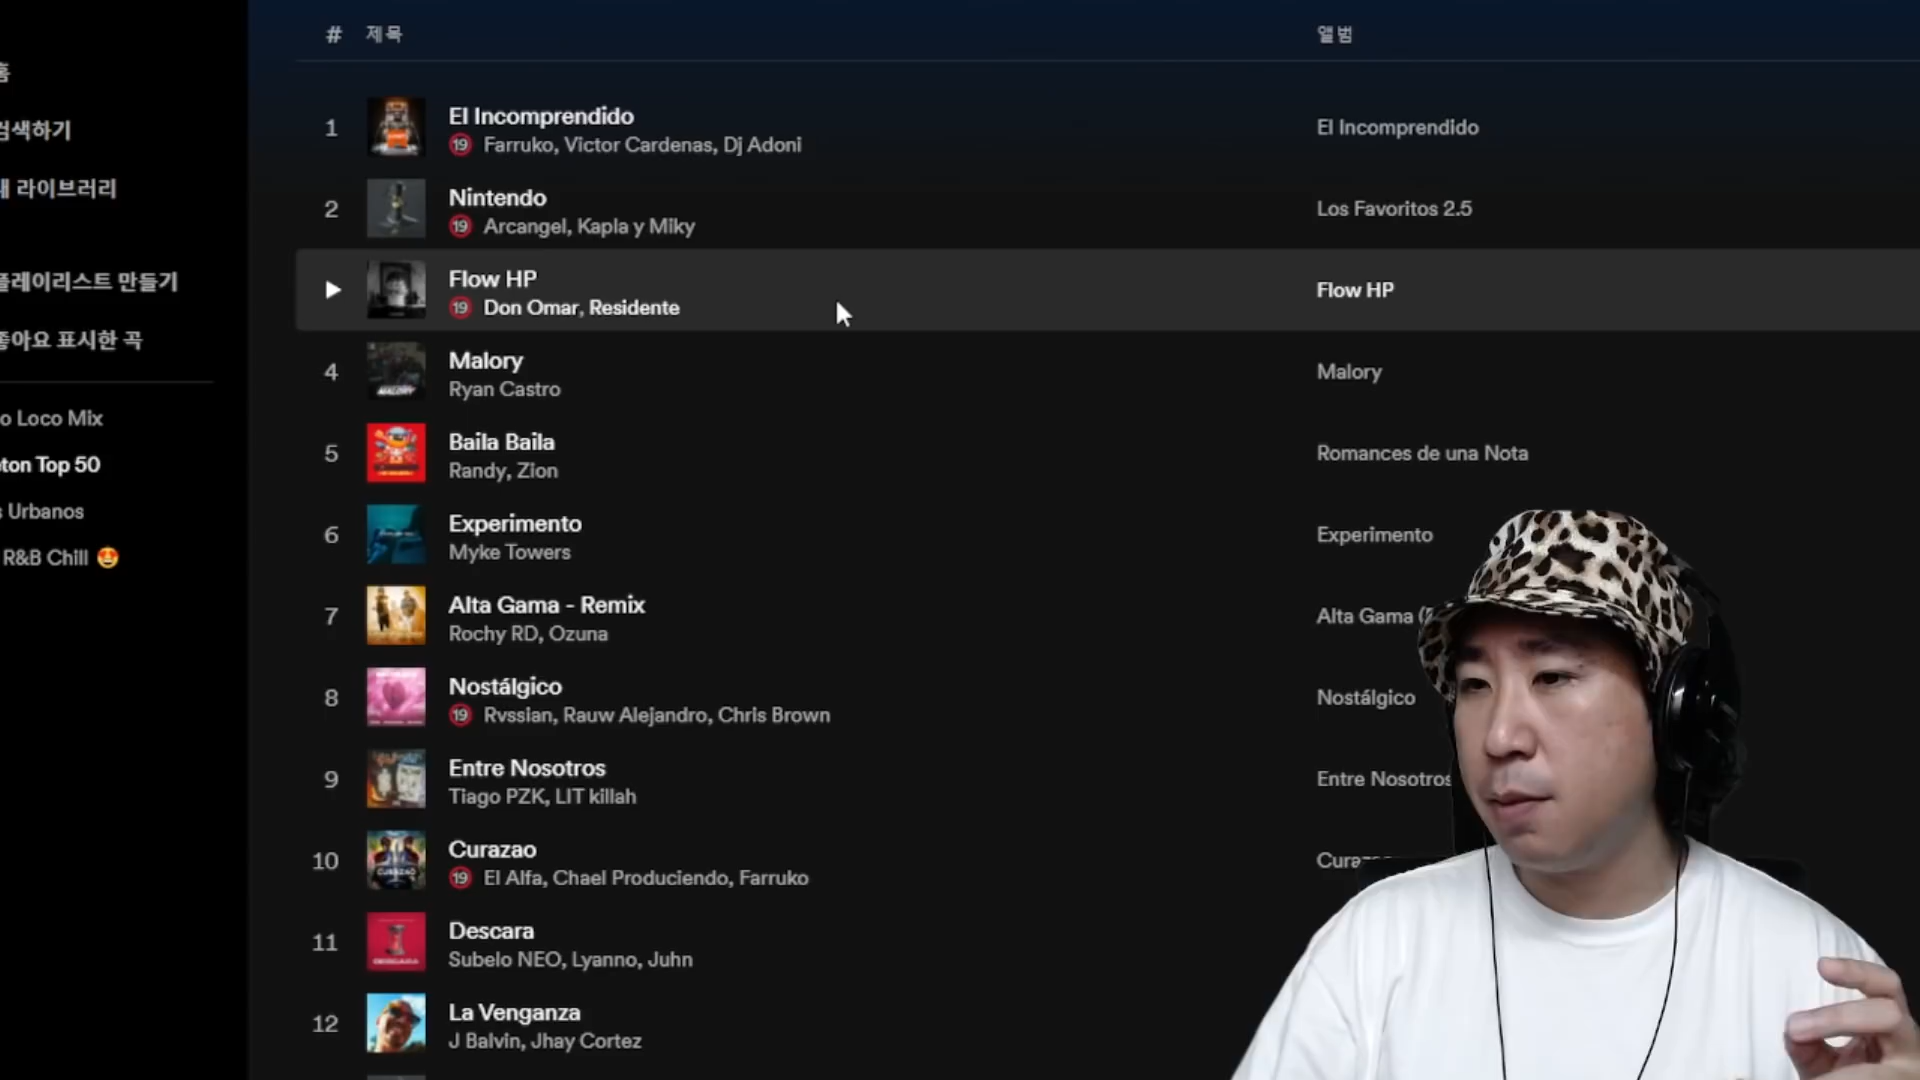 # 제목 앨범
홈
검색하기
내 라이브러리
플레이리스트 만들기
좋아요 표시한 곡
o Loco Mix
ton Top 50
s Urbanos
R&B Chill 🤩
1 El Incomprendido El Incomprendido
19 Farruko, Victor Cardenas, Dj Adoni
2 Nintendo Los Favoritos 2.5
19 Arcangel, Kapla y Miky
Flow HP Flow HP
19 Don Omar, Residente
4 Malory Malory
Ryan Castro
MALORY
5 Baila Baila Romances de una Nota
Randy, Zion
6 Experimento Experimento
Myke Towers
7 Alta Gama - Remix Alta Gama (
Rochy RD, Ozuna
8 Nostálgico Nostálgico
19 Rvssian, Rauw Alejandro, Chris Brown
9 Entre Nosotros Entre Nosotros
Tiago PZK, LIT killah
10 Curazao Curaz
19 El Alfa, Chael Produciendo, Farruko
CURAZAO
11 Descara
Subelo NEO, Lyanno, Juhn
12 La Venganza
J Balvin, Jhay Cortez